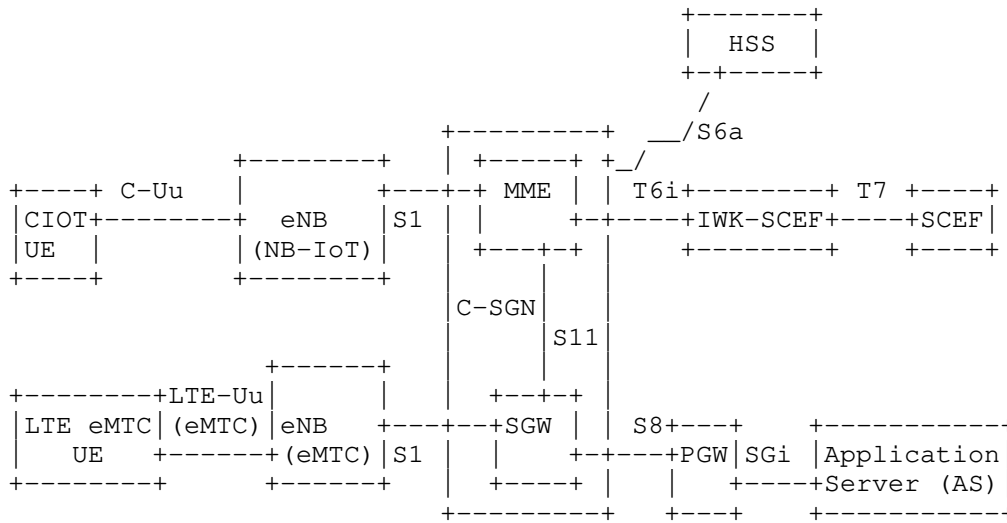 HSS
S6a
C-Uu MME T6i T7
CIOT eNB S1 IWK-SCEF SCEF
UE (NB-IoT)
C-SGN
S11
LTE-Uu
LTE eMTC (eMTC) eNB SGW S8
UE (eMTC) S1 PGW SGi Application
Server (AS)